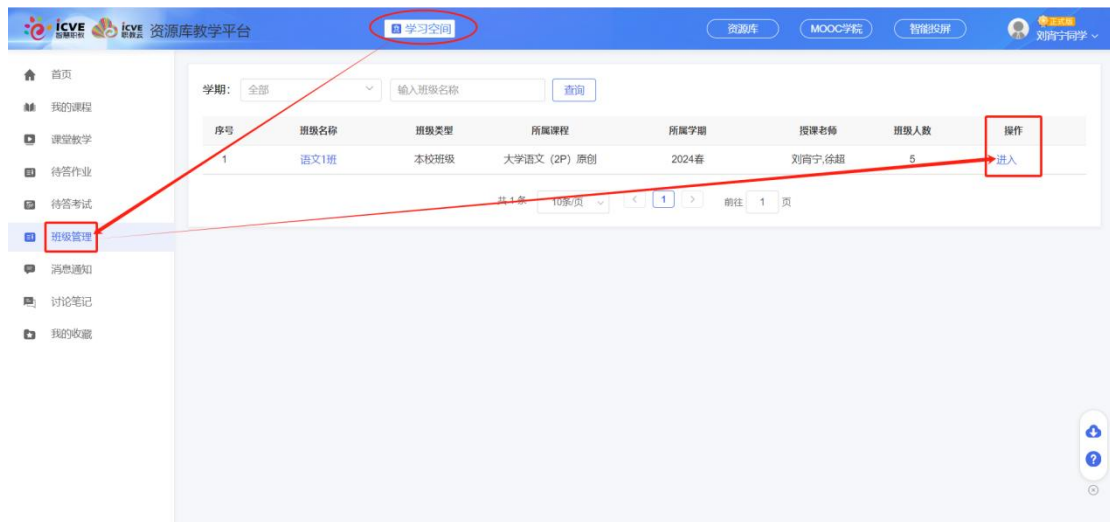 icve 智慧职教 icve 职教云 资源库教学平台 学习空间 资源库 MOOC学院 智能投屏 正式版 刘肖宁同学
首页
我的课程
课堂教学
待答作业
待答考试
班级管理
消息通知
讨论笔记
我的收藏
学期: 全部 输入班级名称 查询
序号 班级名称 班级类型 所属课程 所属学期 授课老师 班级人数 操作
1 语文1班 本校班级 大学语文 (2P) 原创 2024春 刘肖宁,徐超 5 进入
共 1 条 10条/页 1 前往 1 页